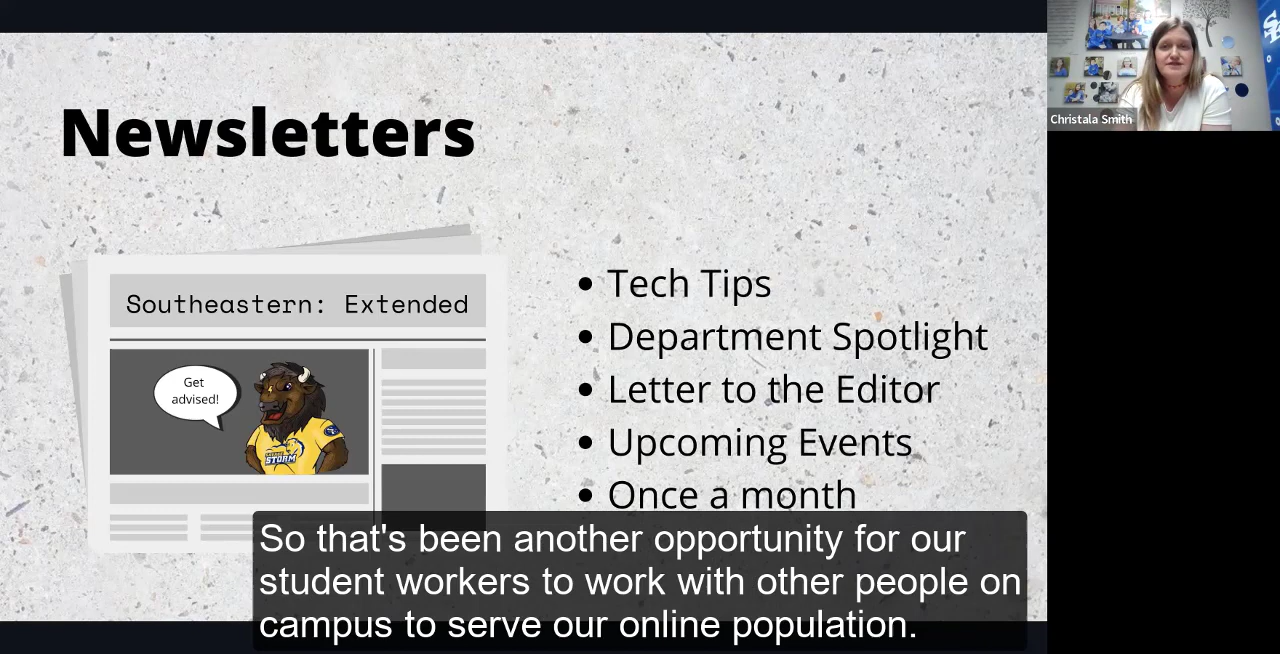 Newsletters
Christala Smith
Southeastern: Extended
Get
advised!
STORM
• Tech Tips
• Department Spotlight
• Letter to the Editor
• Upcoming Events
• Once a month
So that's been another opportunity for our
student workers to work with other people on
campus to serve our online population.